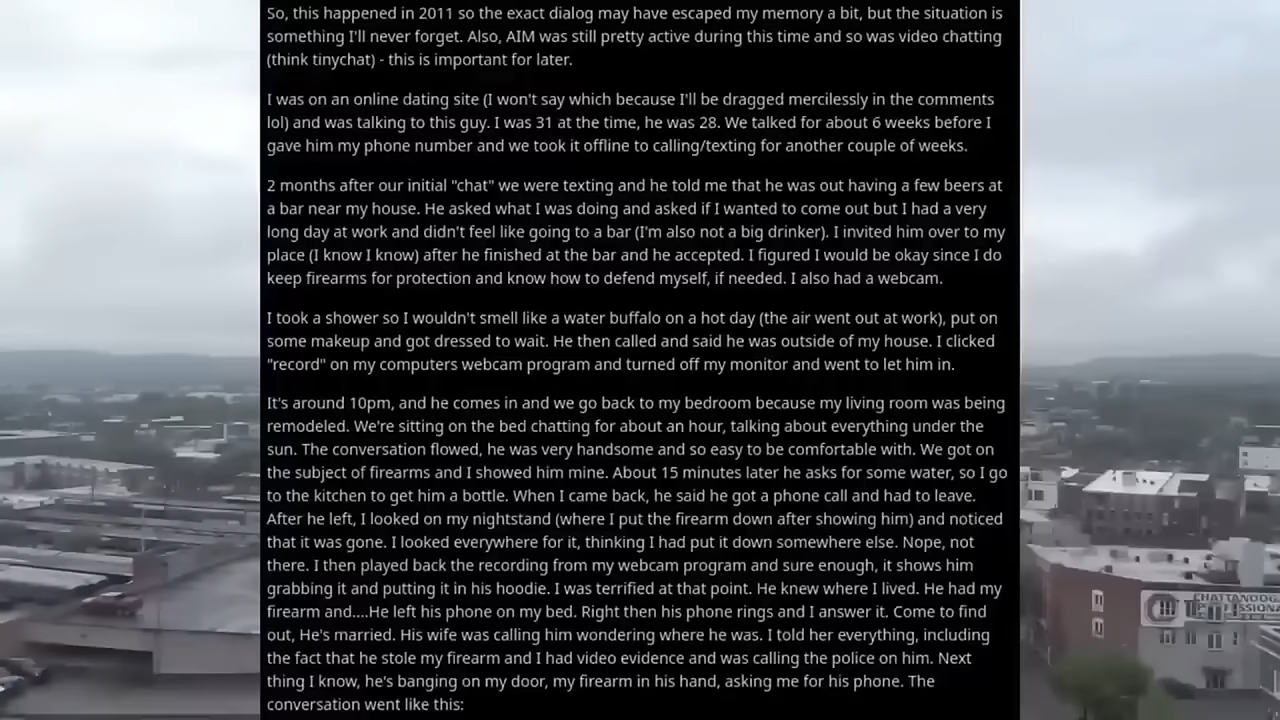 So, this happened in 2011 so the exact dialog may have escaped my memory a bit, but the situation is
something I'll never forget. Also, AIM was still pretty active during this time and so was video chatting
(think tinychat) - this is important for later.
I was on an online dating site (I won't say which because I'll be dragged mercilessly in the comments
lol) and was talking to this guy. I was 31 at the time, he was 28. We talked for about 6 weeks before I
gave him my phone number and we took it offline to calling/texting for another couple of weeks.
2 months after our initial "chat" we were texting and he told me that he was out having a few beers at
a bar near my house. He asked what I was doing and asked if I wanted to come out but I had a very
long day at work and didn't feel like going to a bar (I'm also not a big drinker). I invited him over to my
place (I know I know) after he finished at the bar and he accepted. I figured I would be okay since I do
keep firearms for protection and know how to defend myself, if needed. I also had a webcam.
I took a shower so I wouldn't smell like a water buffalo on a hot day (the air went out at work), put on
some makeup and got dressed to wait. He then called and said he was outside of my house. I clicked
"record" on my computers webcam program and turned off my monitor and went to let him in.
It's around 10pm, and he comes in and we go back to my bedroom because my living room was being
remodeled. We're sitting on the bed chatting for about an hour, talking about everything under the
sun. The conversation flowed, he was very handsome and so easy to be comfortable with. We got on
the subject of firearms and I showed him mine. About 15 minutes later he asks for some water, so I go
to the kitchen to get him a bottle. When I came back, he said he got a phone call and had to leave.
After he left, I looked on my nightstand (where I put the firearm down after showing him) and noticed
that it was gone. I looked everywhere for it, thinking I had put it down somewhere else. Nope, not
there. I then played back the recording from my webcam program and sure enough, it shows him
grabbing it and putting it in his hoodie. I was terrified at that point. He knew where I lived. He had my
firearm and....He left his phone on my bed. Right then his phone rings and I answer it. Come to find
out, He's married. His wife was calling him wondering where he was. I told her everything, including
the fact that he stole my firearm and I had video evidence and was calling the police on him. Next
thing I know, he's banging on my door, my firearm in his hand, asking me for his phone. The
conversation went like this: